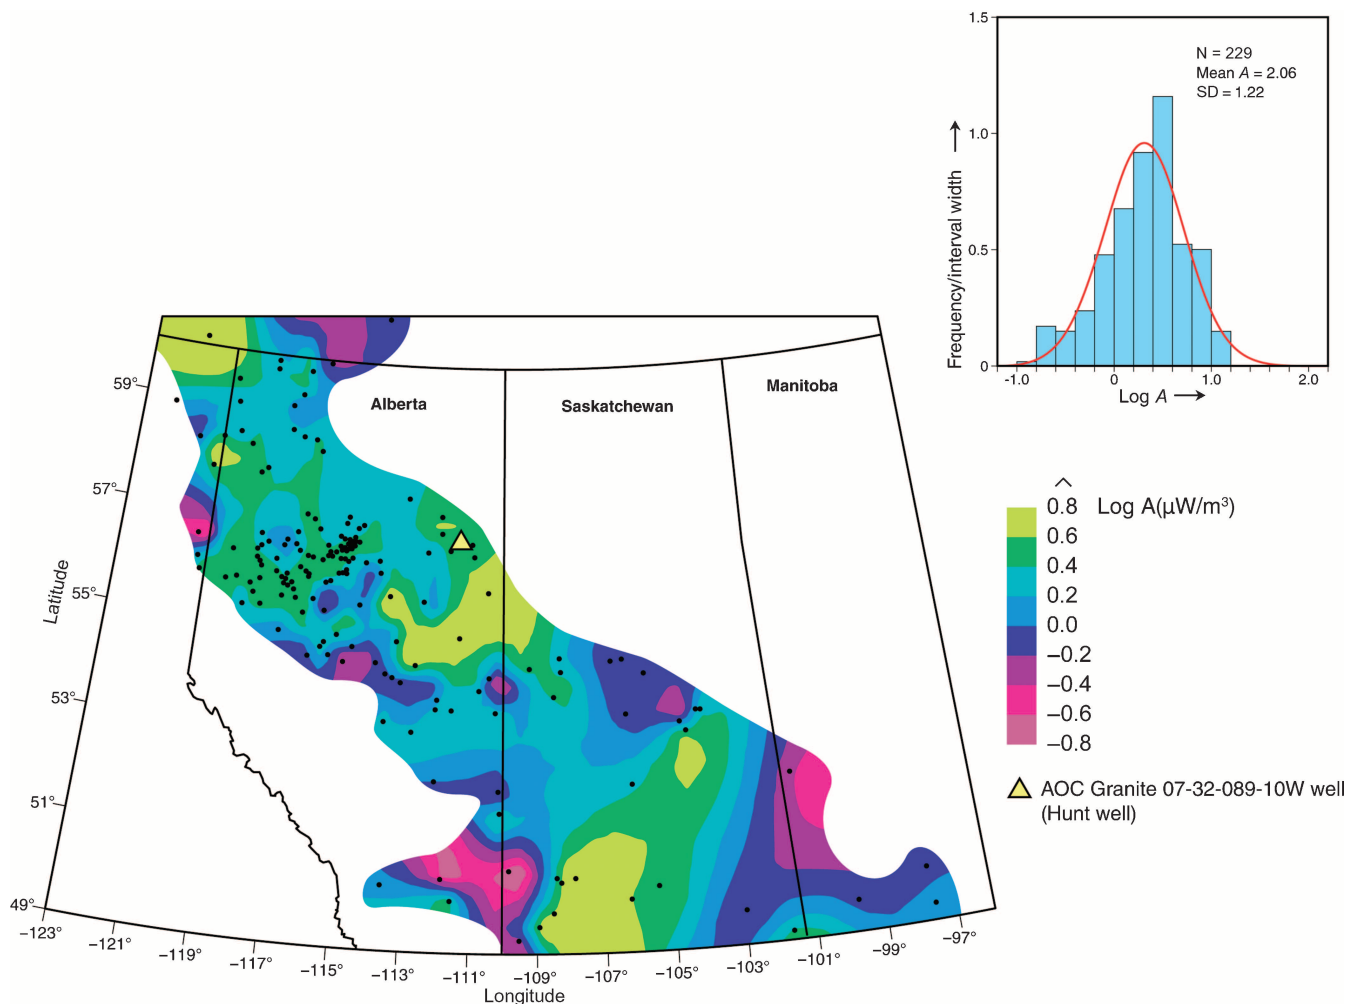 1.5
1.0
0.5
0
Frequency/interval width
N = 229
Mean A = 2.06
SD = 1.22
-1.0
0
1.0
2.0
Log A
Alberta
Saskatchewan
Manitoba
59°
57°
55°
53°
51°
49°
Latitude
−123°
−121°
−119°
−117°
−115°
−113°
−111°
−109°
−107°
−105°
−103°
−101°
−99°
−97°
Longitude
Log A(µW/m³)
0.8
0.6
0.4
0.2
0.0
−0.2
−0.4
−0.6
−0.8
AOC Granite 07-32-089-10W well
(Hunt well)